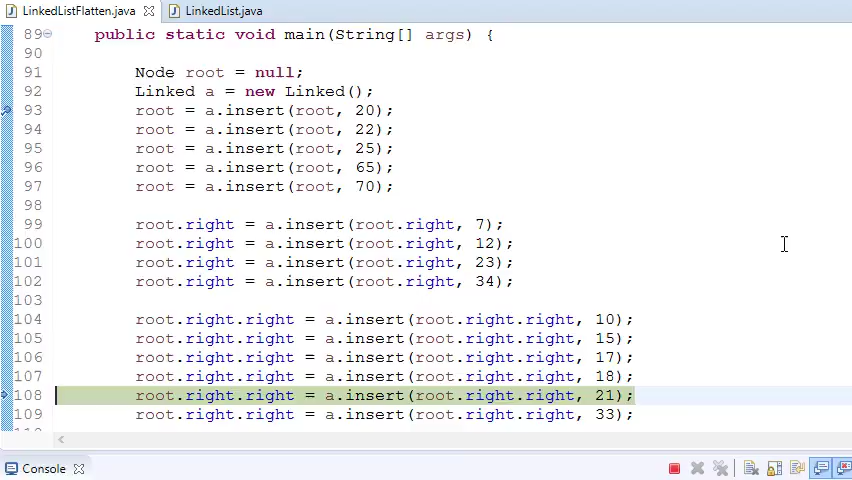 LinkedListFlatten.java LinkedList.java
89 public static void main(String[] args) {
90
91 Node root = null;
92 Linked a = new Linked();
93 root = a.insert(root, 20);
94 root = a.insert(root, 22);
95 root = a.insert(root, 25);
96 root = a.insert(root, 65);
97 root = a.insert(root, 70);
98
99 root.right = a.insert(root.right, 7);
100 root.right = a.insert(root.right, 12);
101 root.right = a.insert(root.right, 23);
102 root.right = a.insert(root.right, 34);
103
104 root.right.right = a.insert(root.right.right, 10);
105 root.right.right = a.insert(root.right.right, 15);
106 root.right.right = a.insert(root.right.right, 17);
107 root.right.right = a.insert(root.right.right, 18);
108 root.right.right = a.insert(root.right.right, 21);
109 root.right.right = a.insert(root.right.right, 33);
Console